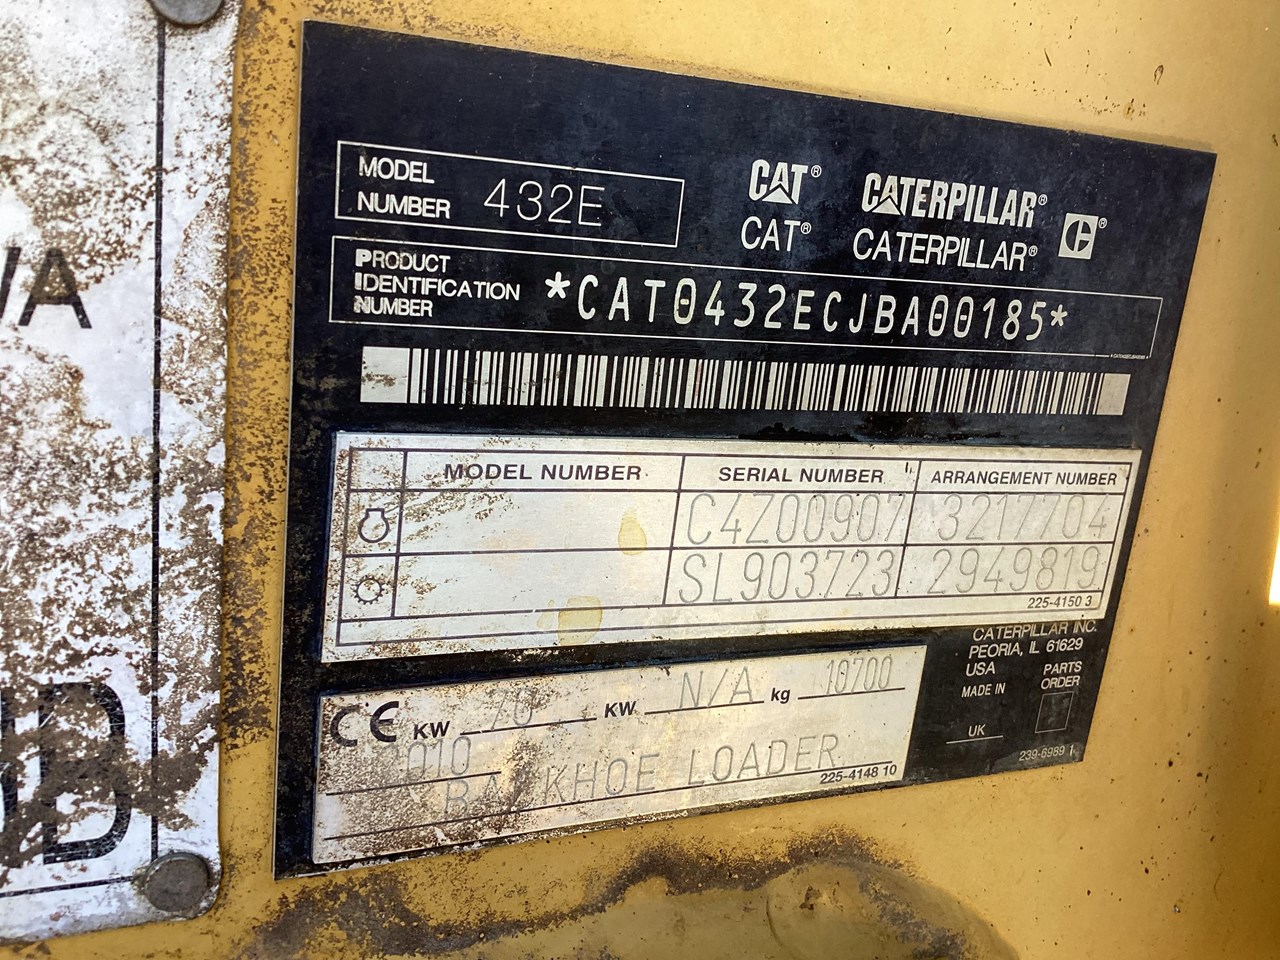 /A
D
MODEL
NUMBER 432E
CAT® CATERPILLAR®
CAT® CATERPILLAR® ®
PRODUCT
IDENTIFICATION
NUMBER *CAT0432ECJBA00185*
MODEL NUMBER SERIAL NUMBER ARRANGEMENT NUMBER
C4Z00907 3217704
SL903723 2949819
225-4150 3
CATERPILLAR INC.
PEORIA, IL 61629
USA
MADE IN
UK
PARTS
ORDER
239-6989 1
CE KW 70 KW N/A kg 10700
010
BACKHOE LOADER
225-4148 10